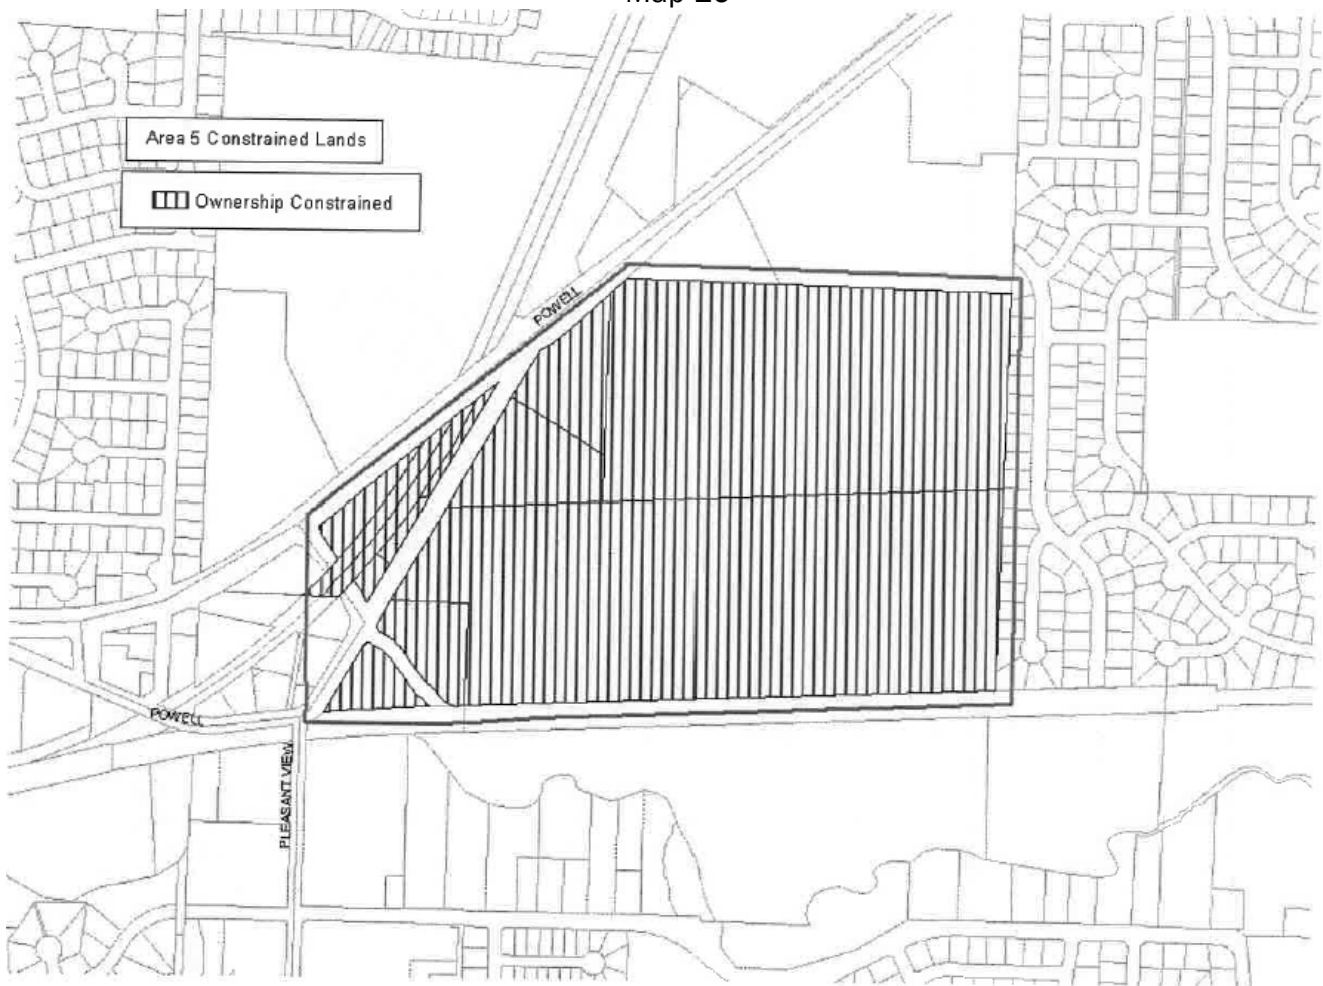 Area 5 Constrained Lands
Ownership Constrained
POWELL
POWELL
PLEASANT VIEW